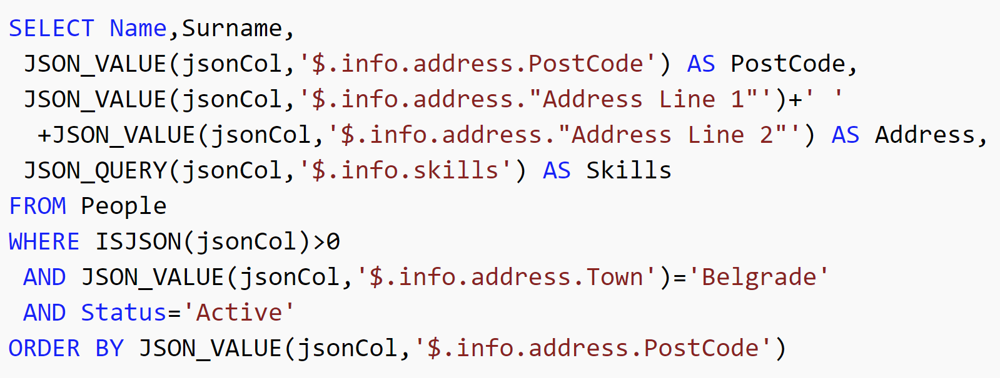 SELECT Name,Surname,
 JSON_VALUE(jsonCol,'$.info.address.PostCode') AS PostCode,
 JSON_VALUE(jsonCol,'$.info.address."Address Line 1"')+' '
  +JSON_VALUE(jsonCol,'$.info.address."Address Line 2"') AS Address,
 JSON_QUERY(jsonCol,'$.info.skills') AS Skills
FROM People
WHERE ISJSON(jsonCol)>0
 AND JSON_VALUE(jsonCol,'$.info.address.Town')='Belgrade'
 AND Status='Active'
ORDER BY JSON_VALUE(jsonCol,'$.info.address.PostCode')